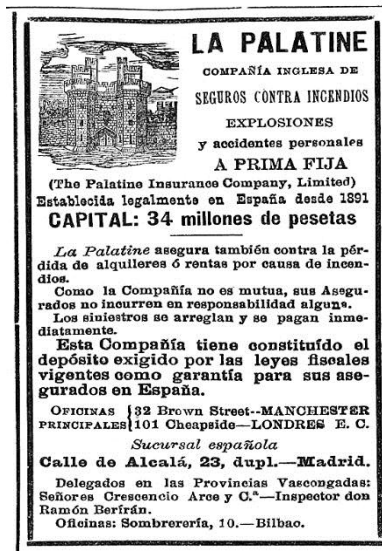 LA PALATINE
COMPAÑÍA INGLESA DE
SEGUROS CONTRA INCENDIOS
EXPLOSIONES
y accidentes personales
A PRIMA FIJA
(The Palatine Insurance Company, Limited)
Establecida legalmente en España desde 1891
CAPITAL: 34 millones de pesetas
La Palatine asegura también contra la pér-
dida de alquileres ó rentas por causa de incen-
dios.
Como la Compañía no es mutua, sus Asegu-
rados no incurren en responsabilidad alguna.
Los siniestros se arreglan y se pagan inme-
diatamente.
Esta Compañía tiene constituído el
depósito exigido por las leyes fiscales
vigentes como garantía para sus ase-
gurados en España.
OFICINAS PRINCIPALES { 32 Brown Street--MANCHESTER
101 Cheapside—LONDRES E. C.
Sucursal española
Calle de Alcalá, 23, dupl.—Madrid.
Delegados en las Provincias Vascongadas:
Señores Crescencio Arce y C.ª—Inspector don
Ramón Berfrán.
Oficinas: Sombrerería, 10.—Bilbao.